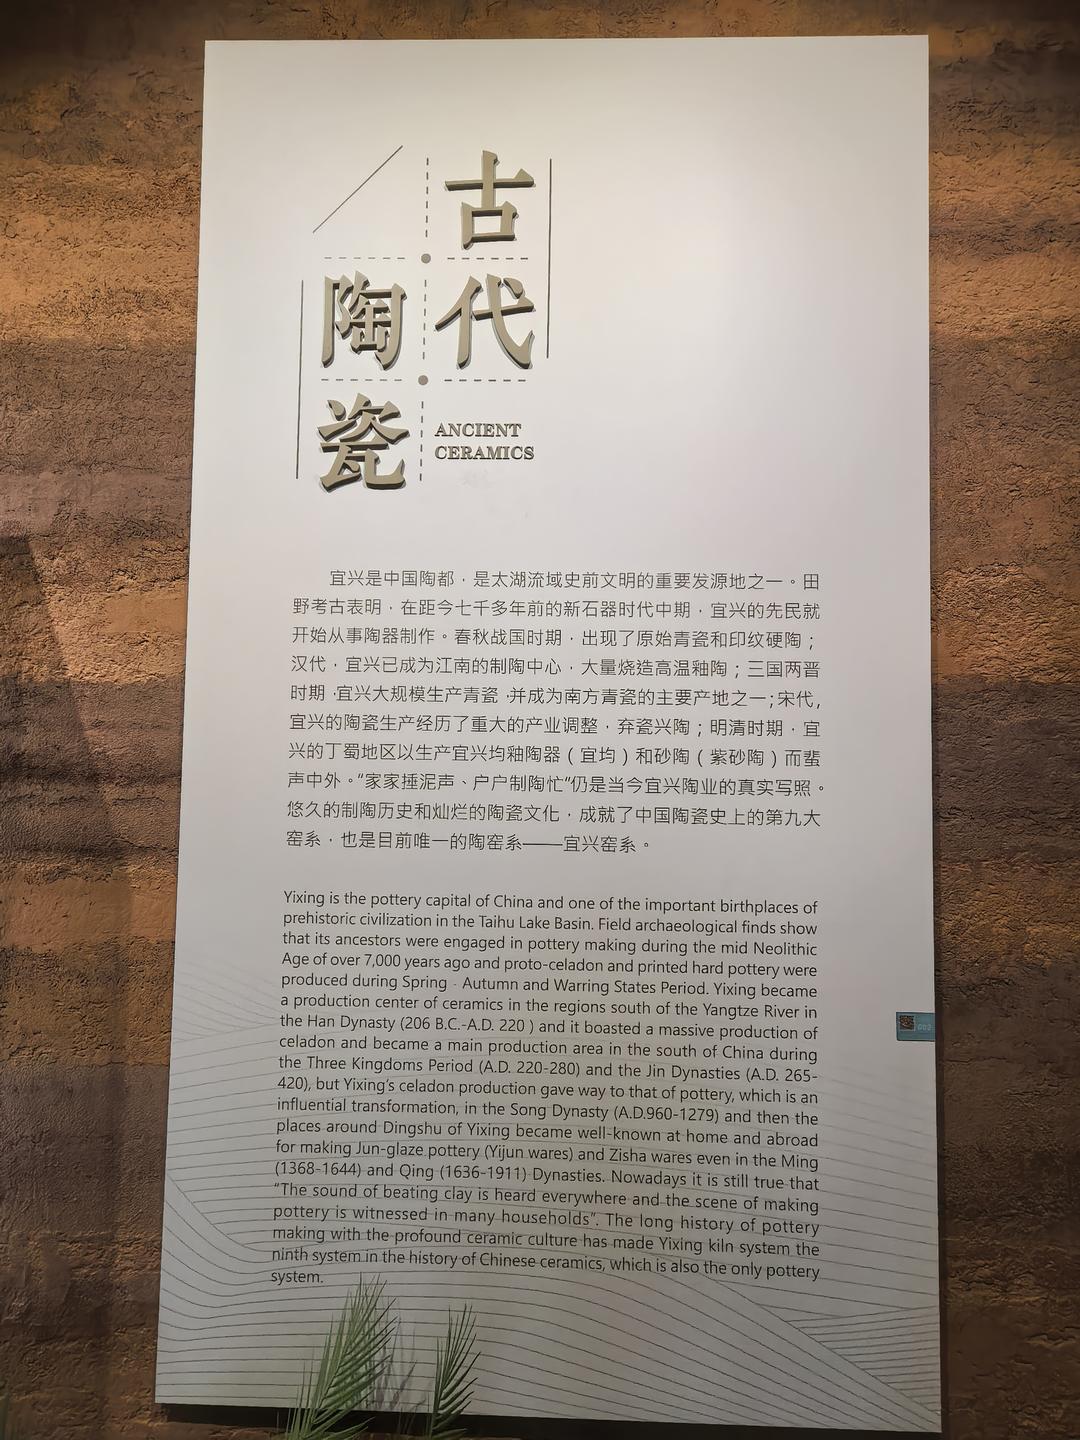 古代
陶瓷
ANCIENT
CERAMICS
宜兴是中国陶都，是太湖流域史前文明的重要发源地之一。田
野考古表明，在距今七千多年前的新石器时代中期，宜兴的先民就
开始从事陶器制作。春秋战国时期，出现了原始青瓷和印纹硬陶；
汉代，宜兴已成为江南的制陶中心，大量烧造高温釉陶；三国两晋
时期，宜兴大规模生产青瓷，并成为南方青瓷的主要产地之一；宋代，
宜兴的陶瓷生产经历了重大的产业调整，弃瓷兴陶；明清时期，宜
兴的丁蜀地区以生产宜兴均釉陶器（宜均）和砂陶（紫砂陶）而蜚
声中外。“家家捶泥声、户户制陶忙”仍是当今宜兴陶业的真实写照。
悠久的制陶历史和灿烂的陶瓷文化，成就了中国陶瓷史上的第九大
窑系，也是目前唯一的陶窑系——宜兴窑系。
Yixing is the pottery capital of China and one of the important birthplaces of
prehistoric civilization in the Taihu Lake Basin. Field archaeological finds show
that its ancestors were engaged in pottery making during the mid Neolithic
Age of over 7,000 years ago and proto-celadon and printed hard pottery were
produced during Spring - Autumn and Warring States Period. Yixing became
a production center of ceramics in the regions south of the Yangtze River in
the Han Dynasty (206 B.C.-A.D. 220 ) and it boasted a massive production of
celadon and became a main production area in the south of China during
the Three Kingdoms Period (A.D. 220-280) and the Jin Dynasties (A.D. 265-
420), but Yixing’s celadon production gave way to that of pottery, which is an
influential transformation, in the Song Dynasty (A.D.960-1279) and then the
places around Dingshu of Yixing became well-known at home and abroad
for making Jun-glaze pottery (Yijun wares) and Zisha wares even in the Ming
(1368-1644) and Qing (1636-1911) Dynasties. Nowadays it is still true that
“The sound of beating clay is heard everywhere and the scene of making
pottery is witnessed in many households”. The long history of pottery
making with the profound ceramic culture has made Yixing kiln system the
ninth system in the history of Chinese ceramics, which is also the only pottery
system.